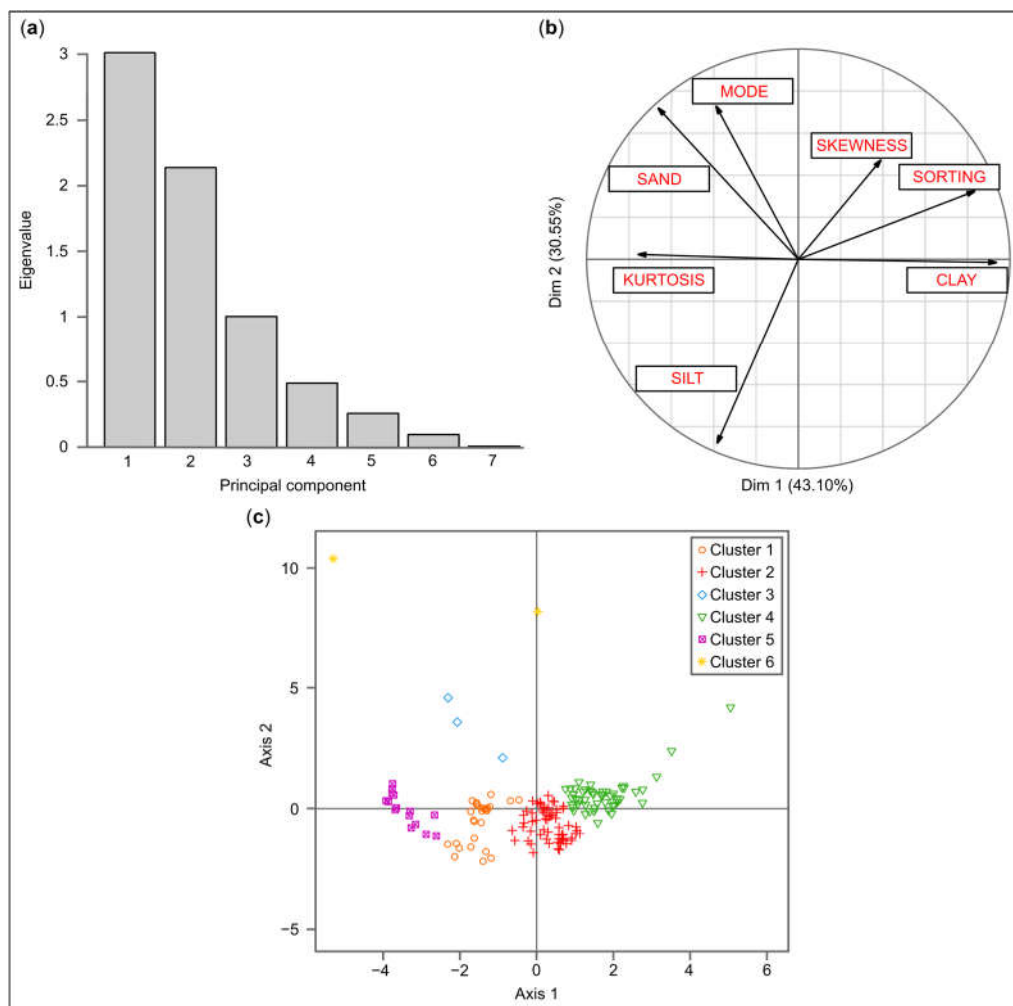 (a)
3
2.5
2
1.5
1
0.5
0
Eigenvalue
1 2 3 4 5 6 7
Principal component
(b)
MODE
SKEWNESS
SAND
SORTING
KURTOSIS
CLAY
SILT
Dim 2 (30.55%)
Dim 1 (43.10%)
(c)
Cluster 1
Cluster 2
Cluster 3
Cluster 4
Cluster 5
Cluster 6
10
5
0
−5
Axis 2
−4 −2 0 2 4 6
Axis 1